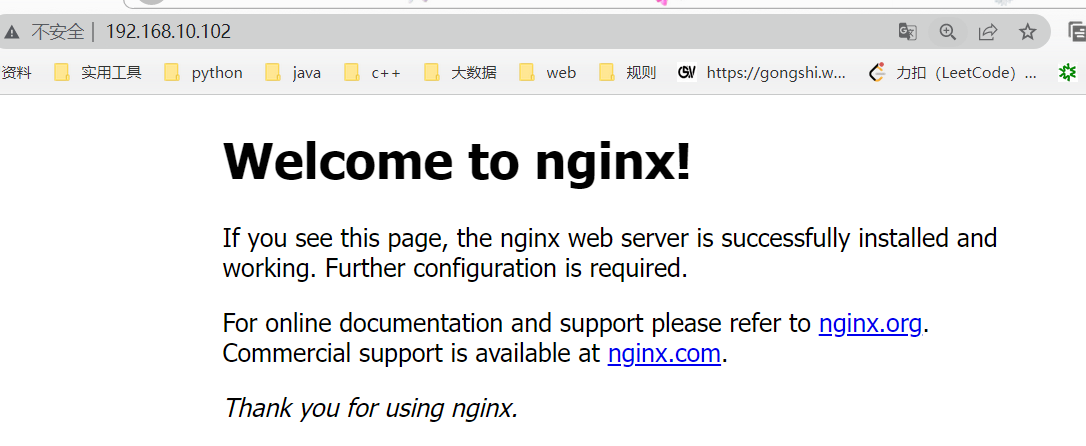 不安全 | 192.168.10.102
资料 实用工具 python java c++ 大数据 web 规则 https://gongshi.w... 力扣（LeetCode）...
Welcome to nginx!
If you see this page, the nginx web server is successfully installed and
working. Further configuration is required.
For online documentation and support please refer to nginx.org.
Commercial support is available at nginx.com.
Thank you for using nginx.